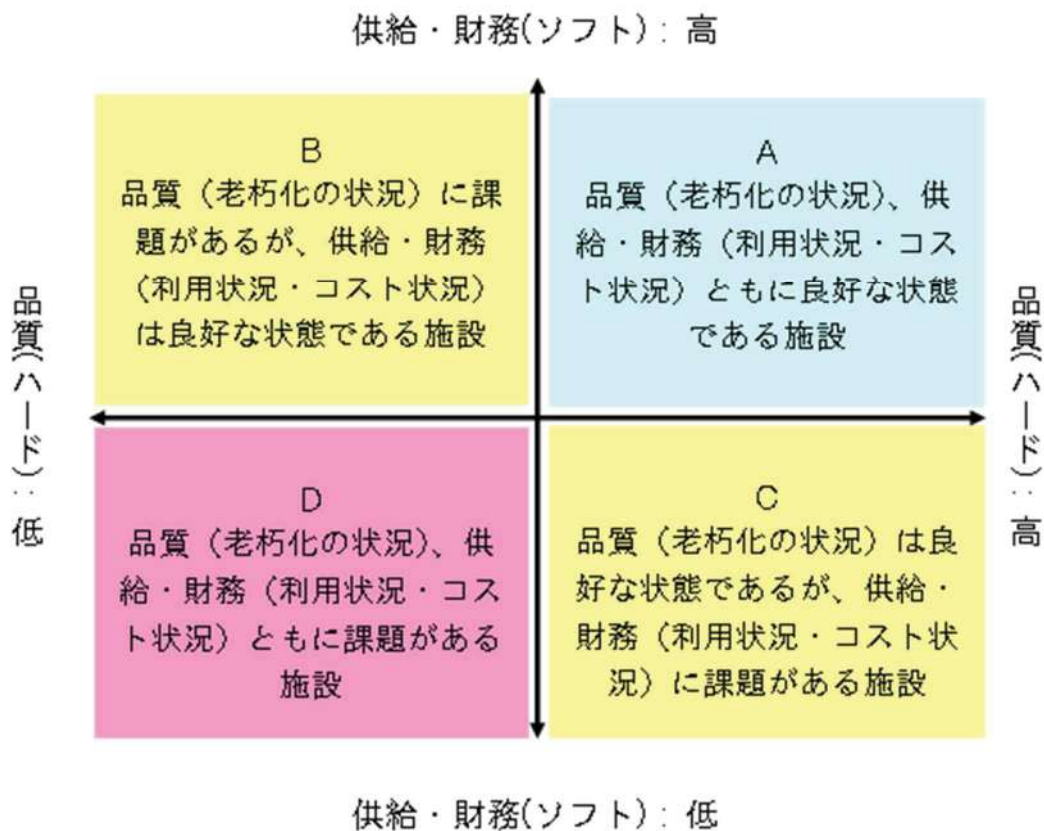 供給・財務(ソフト)：高
B
品質（老朽化の状況）に課
題があるが、供給・財務
（利用状況・コスト状況）
は良好な状態である施設
A
品質（老朽化の状況）、供
給・財務（利用状況・コス
ト状況）ともに良好な状態
である施設
品質(ハード)：低
品質(ハード)：高
D
品質（老朽化の状況）、供
給・財務（利用状況・コス
ト状況）ともに課題がある
施設
C
品質（老朽化の状況）は良
好な状態であるが、供給・
財務（利用状況・コスト状
況）に課題がある施設
供給・財務(ソフト)：低